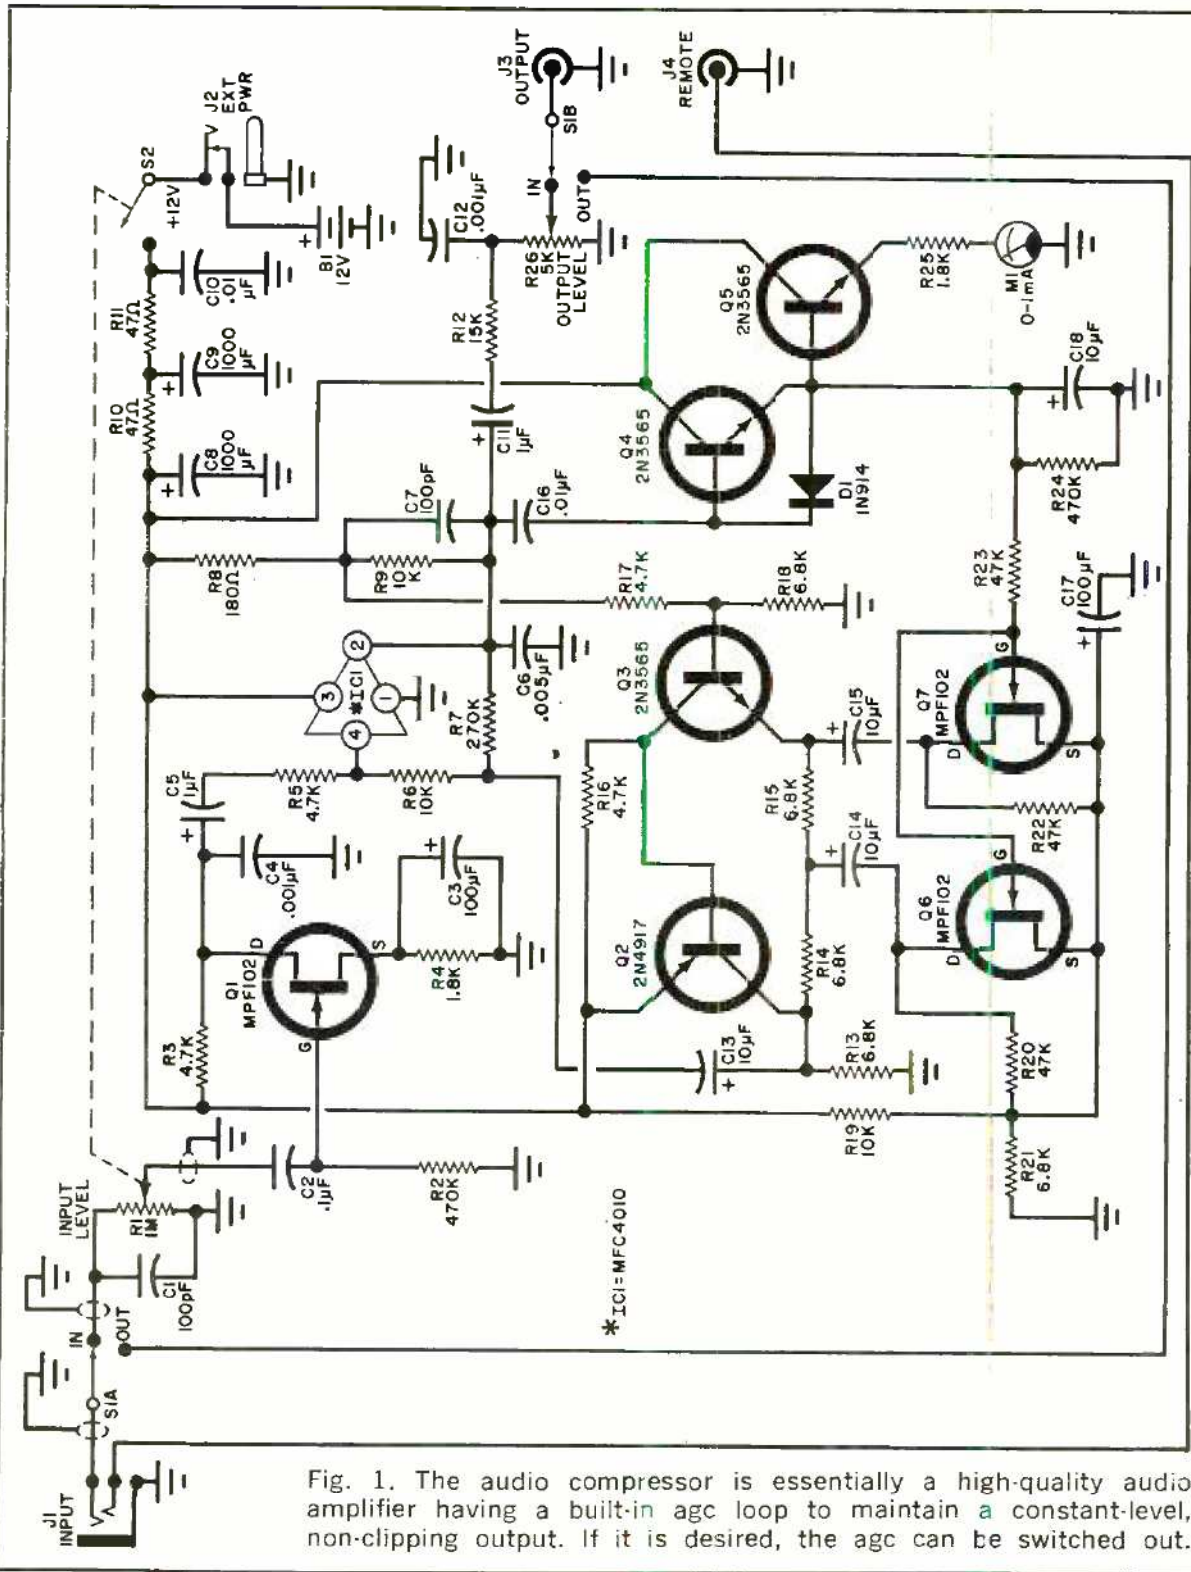 J1
INPUT
S1A
IN
OUT
C1
100pF
INPUT
LEVEL
R1
1M
C2
.1µF
R2
470K
R3
4.7K
Q1
MPF102
G
D
S
C4
.001µF
R4
1.8K
C3
100µF
C5
1µF
R5
4.7K
R6
10K
R7
270K
*IC1
1
2
3
4
C6
.005µF
R8
180Ω
R9
10K
C7
100pF
C8
1000
µF
R10
47Ω
C9
1000
µF
R11
47Ω
C10
.01
µF
+12V
S2
J2
EXT
PWR
B1
12V
C11
1µF
R12
15K
C12
.001µF
R26
5K
OUTPUT
LEVEL
IN
OUT
S1B
J3
OUTPUT
J4
REMOTE
C16
.01µF
Q4
2N3565
Q5
2N3565
D1
1N914
R25
1.8K
M1
0-1mA
C18
10µF
R24
470K
R23
47K
R17
4.7K
R18
6.8K
Q3
2N3565
R16
4.7K
Q2
2N4917
C13
10µF
R13
6.8K
R14
6.8K
R15
6.8K
C14
10µF
C15
10µF
R19
10K
R20
47K
R21
6.8K
R22
47K
Q6
MPF102
D
G
S
Q7
MPF102
D
G
S
C17
100µF
*IC1=MFC4010
Fig. 1. The audio compressor is essentially a high-quality audio
amplifier having a built-in agc loop to maintain a constant-level,
non-clipping output. If it is desired, the agc can be switched out.